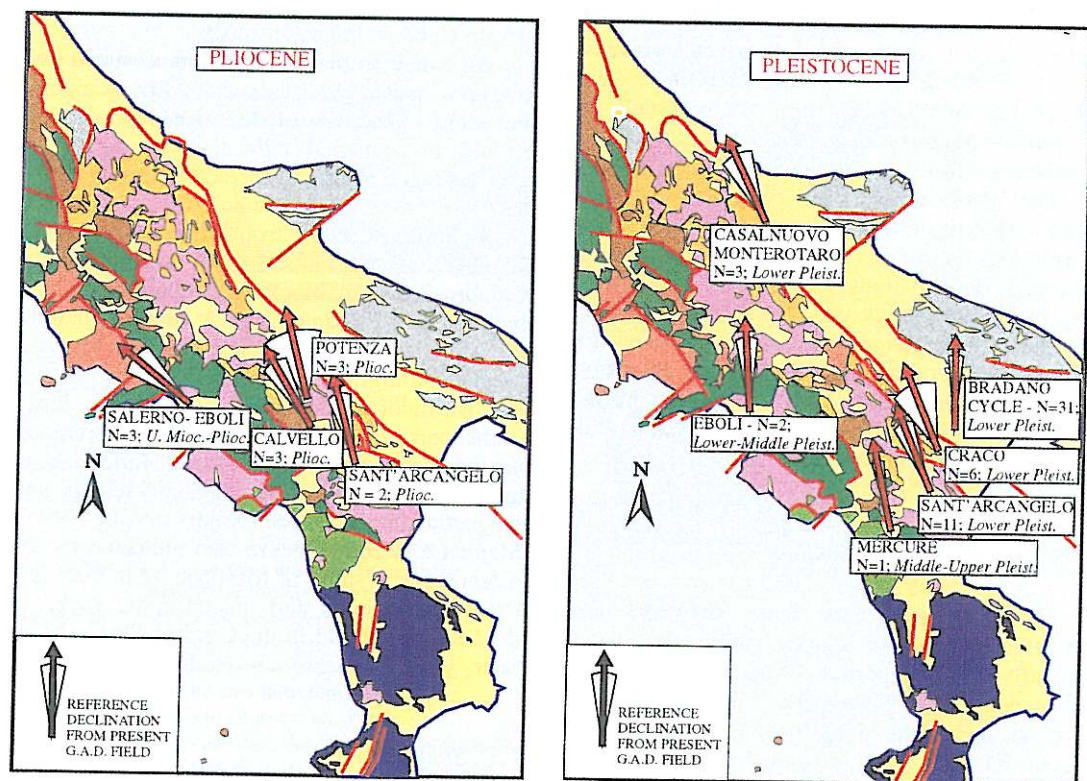 PLIOCENE
POTENZA
N=3; Plioc.
SALERNO-EBOLI
N=3; U. Mioc.-Plioc.
CALVELLO
N=3; Plioc.
SANT'ARCANGELO
N = 2; Plioc.
N
REFERENCE
DECLINATION
FROM PRESENT
G.A.D. FIELD
PLEISTOCENE
CASALNUOVO
MONTEROTARO
N=3; Lower Pleist.
BRADANO
CYCLE - N=31;
Lower Pleist.
EBOLI - N=2;
Lower-Middle Pleist.
CRACO
N=6; Lower Pleist.
SANT'ARCANGELO
N=11; Lower Pleist.
MERCURE
N=1; Middle-Upper Pleist.
N
REFERENCE
DECLINATION
FROM PRESENT
G.A.D. FIELD